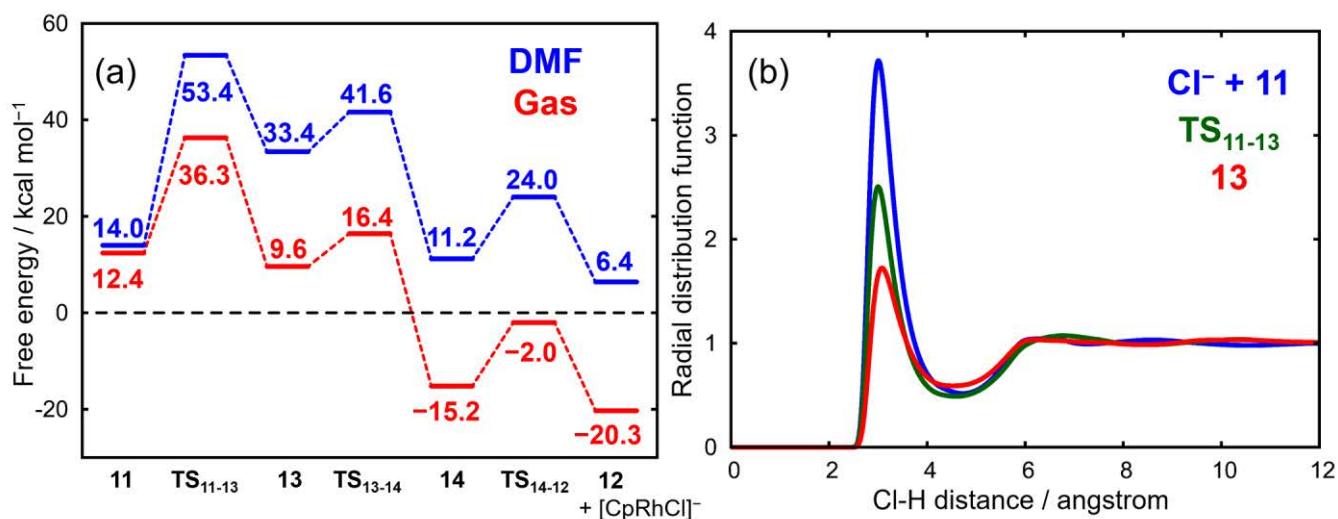 (a)
DMF
Gas
Free energy / kcal mol⁻¹
60
40
20
0
-20
53.4
36.3
33.4
41.6
14.0
12.4
9.6
16.4
11.2
24.0
6.4
−15.2
−2.0
−20.3
11 TS₁₁₋₁₃ 13 TS₁₃₋₁₄ 14 TS₁₄₋₁₂ 12
+ [CpRhCl]⁻
(b)
Cl⁻ + 11
TS₁₁₋₁₃
13
Radial distribution function
4
3
2
1
0
0 2 4 6 8 10 12
Cl-H distance / angstrom